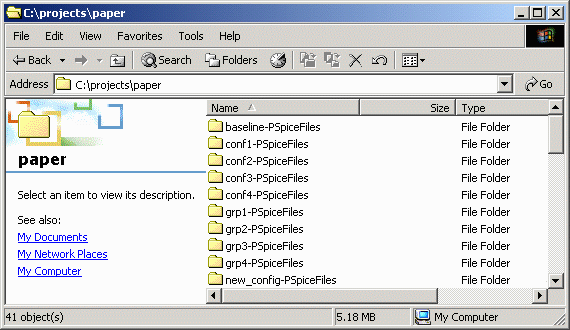 C:\projects\paper
File Edit View Favorites Tools Help
Back Search Folders
Address C:\projects\paper Go
Name Size Type
paper
Select an item to view its description.
See also:
My Documents
My Network Places
My Computer
baseline-PSpiceFiles File Folder
conf1-PSpiceFiles File Folder
conf2-PSpiceFiles File Folder
conf3-PSpiceFiles File Folder
conf4-PSpiceFiles File Folder
grp1-PSpiceFiles File Folder
grp2-PSpiceFiles File Folder
grp3-PSpiceFiles File Folder
grp4-PSpiceFiles File Folder
new_config-PSpiceFiles File Folder
41 object(s) 5.18 MB My Computer